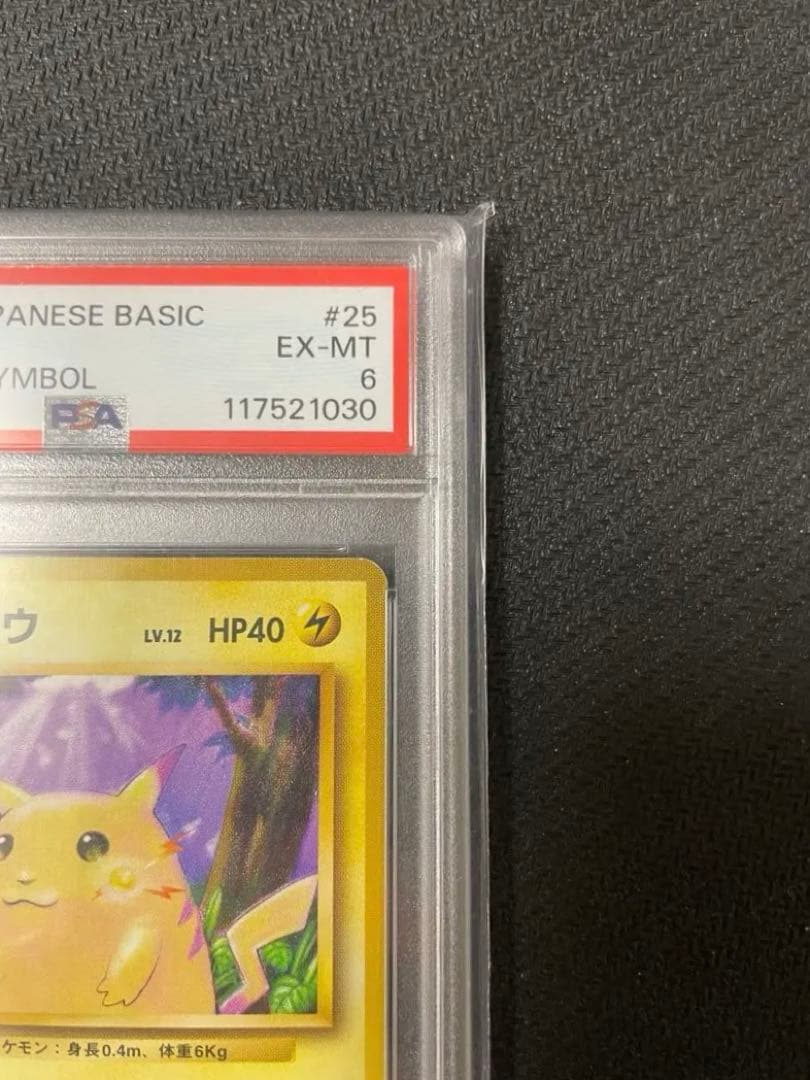 PANESE BASIC #25
EX-MT
YMBOL 6
PSA 117521030
ウ LV.12 HP40
ケモン：身長0.4m、体重6Kg